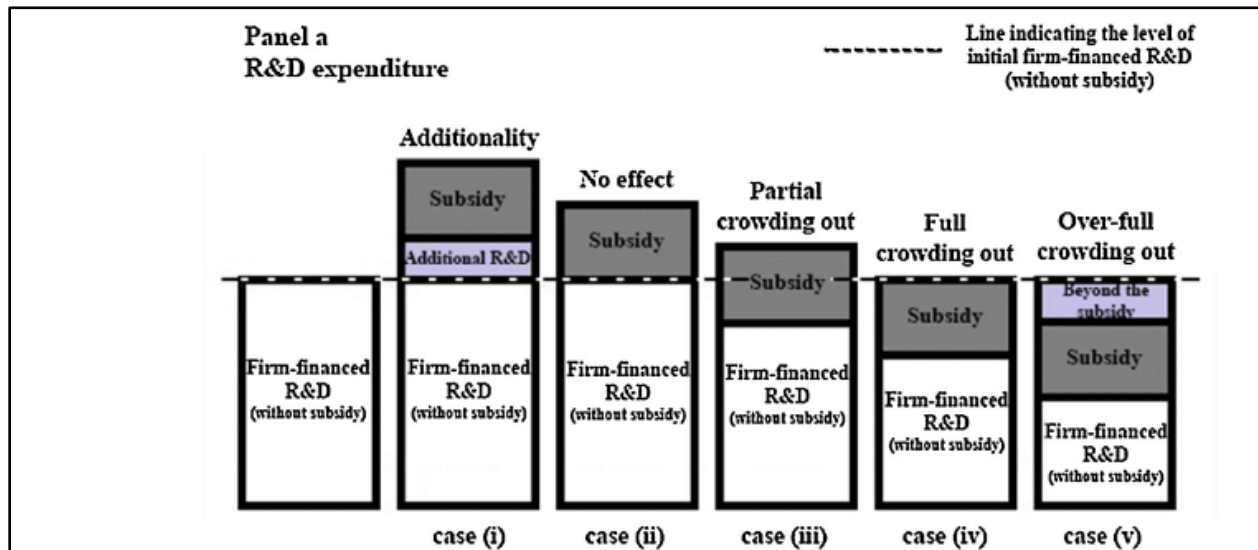 Panel a
R&D expenditure
Line indicating the level of
initial firm-financed R&D
(without subsidy)
Additionality
Subsidy
Additional R&D
No effect
Subsidy
Partial
crowding out
Subsidy
Full
crowding out
Subsidy
Over-full
crowding out
Beyond the
subsidy
Subsidy
Firm-financed
R&D
(without subsidy)
Firm-financed
R&D
(without subsidy)
Firm-financed
R&D
(without subsidy)
Firm-financed
R&D
(without subsidy)
Firm-financed
R&D
(without subsidy)
Firm-financed
R&D
(without subsidy)
case (i)
case (ii)
case (iii)
case (iv)
case (v)